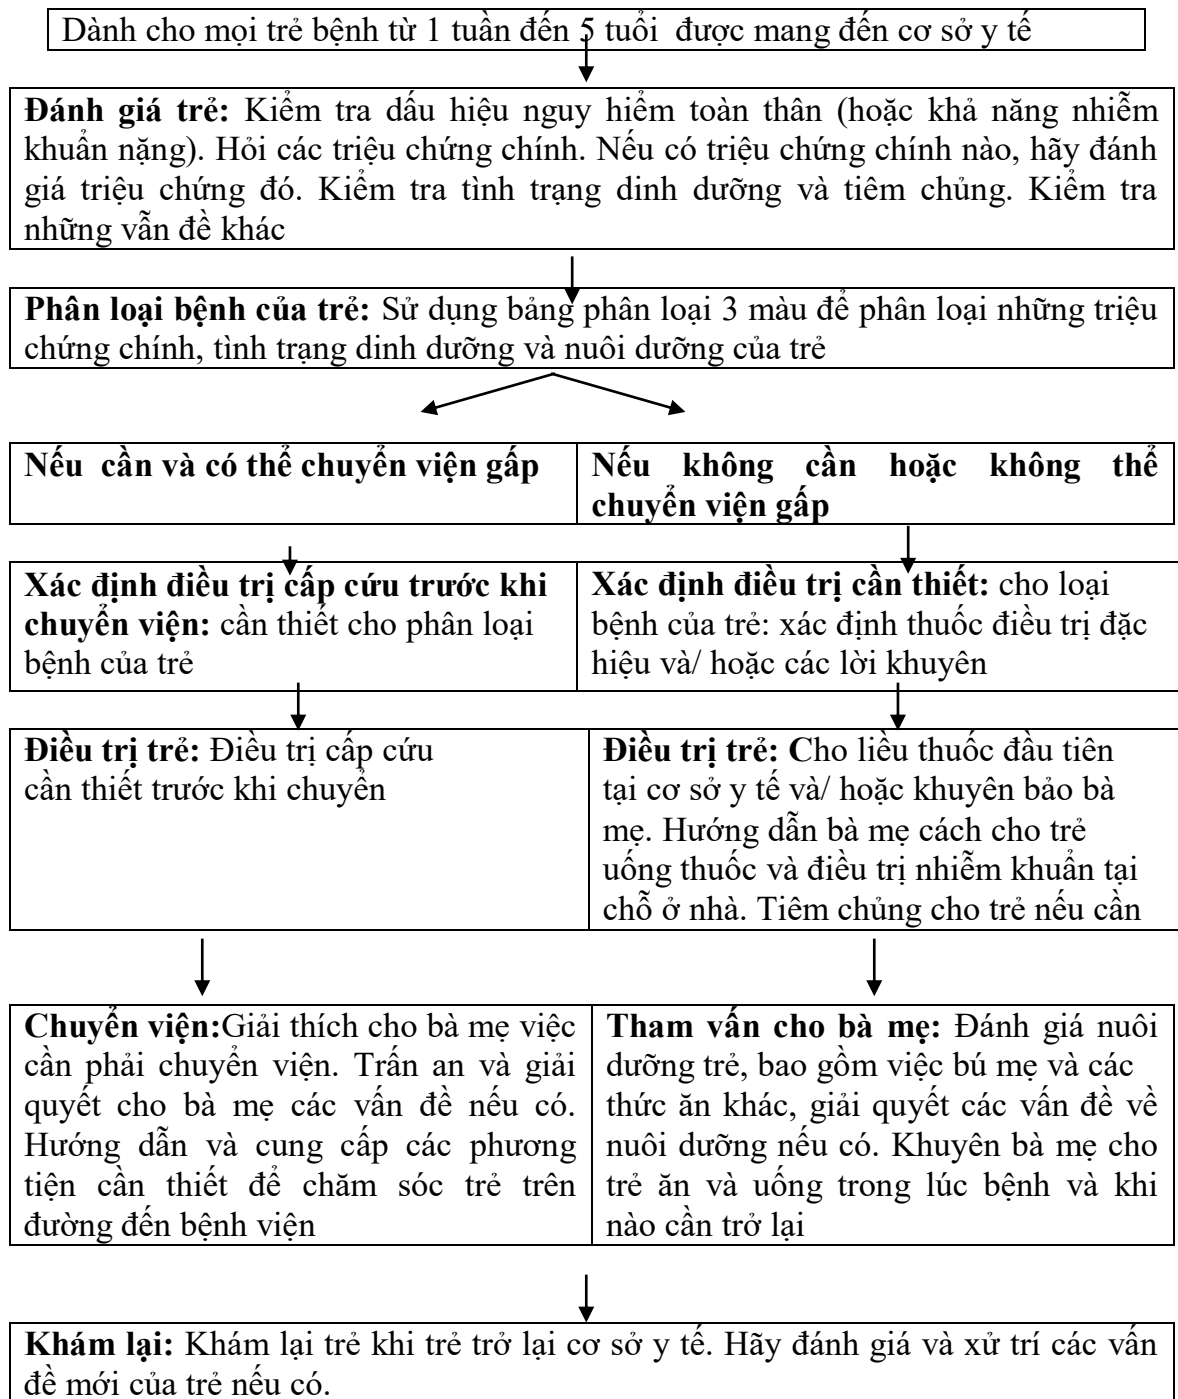 Dành cho mọi trẻ bệnh từ 1 tuần đến 5 tuổi được mang đến cơ sở y tế
Đánh giá trẻ: Kiểm tra dấu hiệu nguy hiểm toàn thân (hoặc khả năng nhiễm
khuẩn nặng). Hỏi các triệu chứng chính. Nếu có triệu chứng chính nào, hãy đánh
giá triệu chứng đó. Kiểm tra tình trạng dinh dưỡng và tiêm chủng. Kiểm tra
những vấn đề khác
Phân loại bệnh của trẻ: Sử dụng bảng phân loại 3 màu để phân loại những triệu
chứng chính, tình trạng dinh dưỡng và nuôi dưỡng của trẻ
Nếu cần và có thể chuyển viện gấp
Nếu không cần hoặc không thể
chuyển viện gấp
Xác định điều trị cấp cứu trước khi
chuyển viện: cần thiết cho phân loại
bệnh của trẻ
Xác định điều trị cần thiết: cho loại
bệnh của trẻ: xác định thuốc điều trị đặc
hiệu và/ hoặc các lời khuyên
Điều trị trẻ: Điều trị cấp cứu
cần thiết trước khi chuyển
Điều trị trẻ: Cho liều thuốc đầu tiên
tại cơ sở y tế và/ hoặc khuyên bảo bà
mẹ. Hướng dẫn bà mẹ cách cho trẻ
uống thuốc và điều trị nhiễm khuẩn tại
chỗ ở nhà. Tiêm chủng cho trẻ nếu cần
Chuyển viện:Giải thích cho bà mẹ việc
cần phải chuyển viện. Trấn an và giải
quyết cho bà mẹ các vấn đề nếu có.
Hướng dẫn và cung cấp các phương
tiện cần thiết để chăm sóc trẻ trên
đường đến bệnh viện
Tham vấn cho bà mẹ: Đánh giá nuôi
dưỡng trẻ, bao gồm việc bú mẹ và các
thức ăn khác, giải quyết các vấn đề về
nuôi dưỡng nếu có. Khuyên bà mẹ cho
trẻ ăn và uống trong lúc bệnh và khi
nào cần trở lại
Khám lại: Khám lại trẻ khi trẻ trở lại cơ sở y tế. Hãy đánh giá và xử trí các vấn
đề mới của trẻ nếu có.